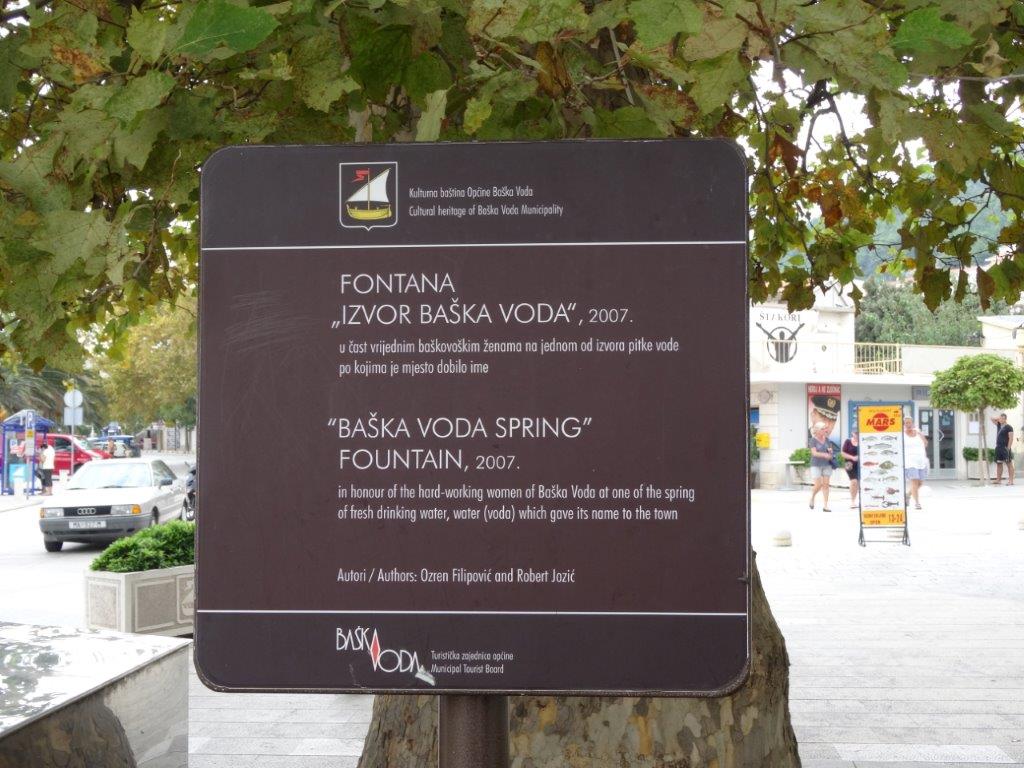 Kulturna baština Općine Baška Voda
Cultural heritage of Baška Voda Municipality
FONTANA
„IZVOR BAŠKA VODA“, 2007.
u čast vrijednim baškovoškim ženama na jednom od izvora pitke vode
po kojima je mjesto dobilo ime
“BAŠKA VODA SPRING”
FOUNTAIN, 2007.
in honour of the hard-working women of Baška Voda at one of the spring
of fresh drinking water, water (voda) which gave its name to the town
Autori / Authors: Ozren Filipović and Robert Jozić
BAŠKA VODA
Turistička zajednica općine
Municipal Tourist Board
MARS